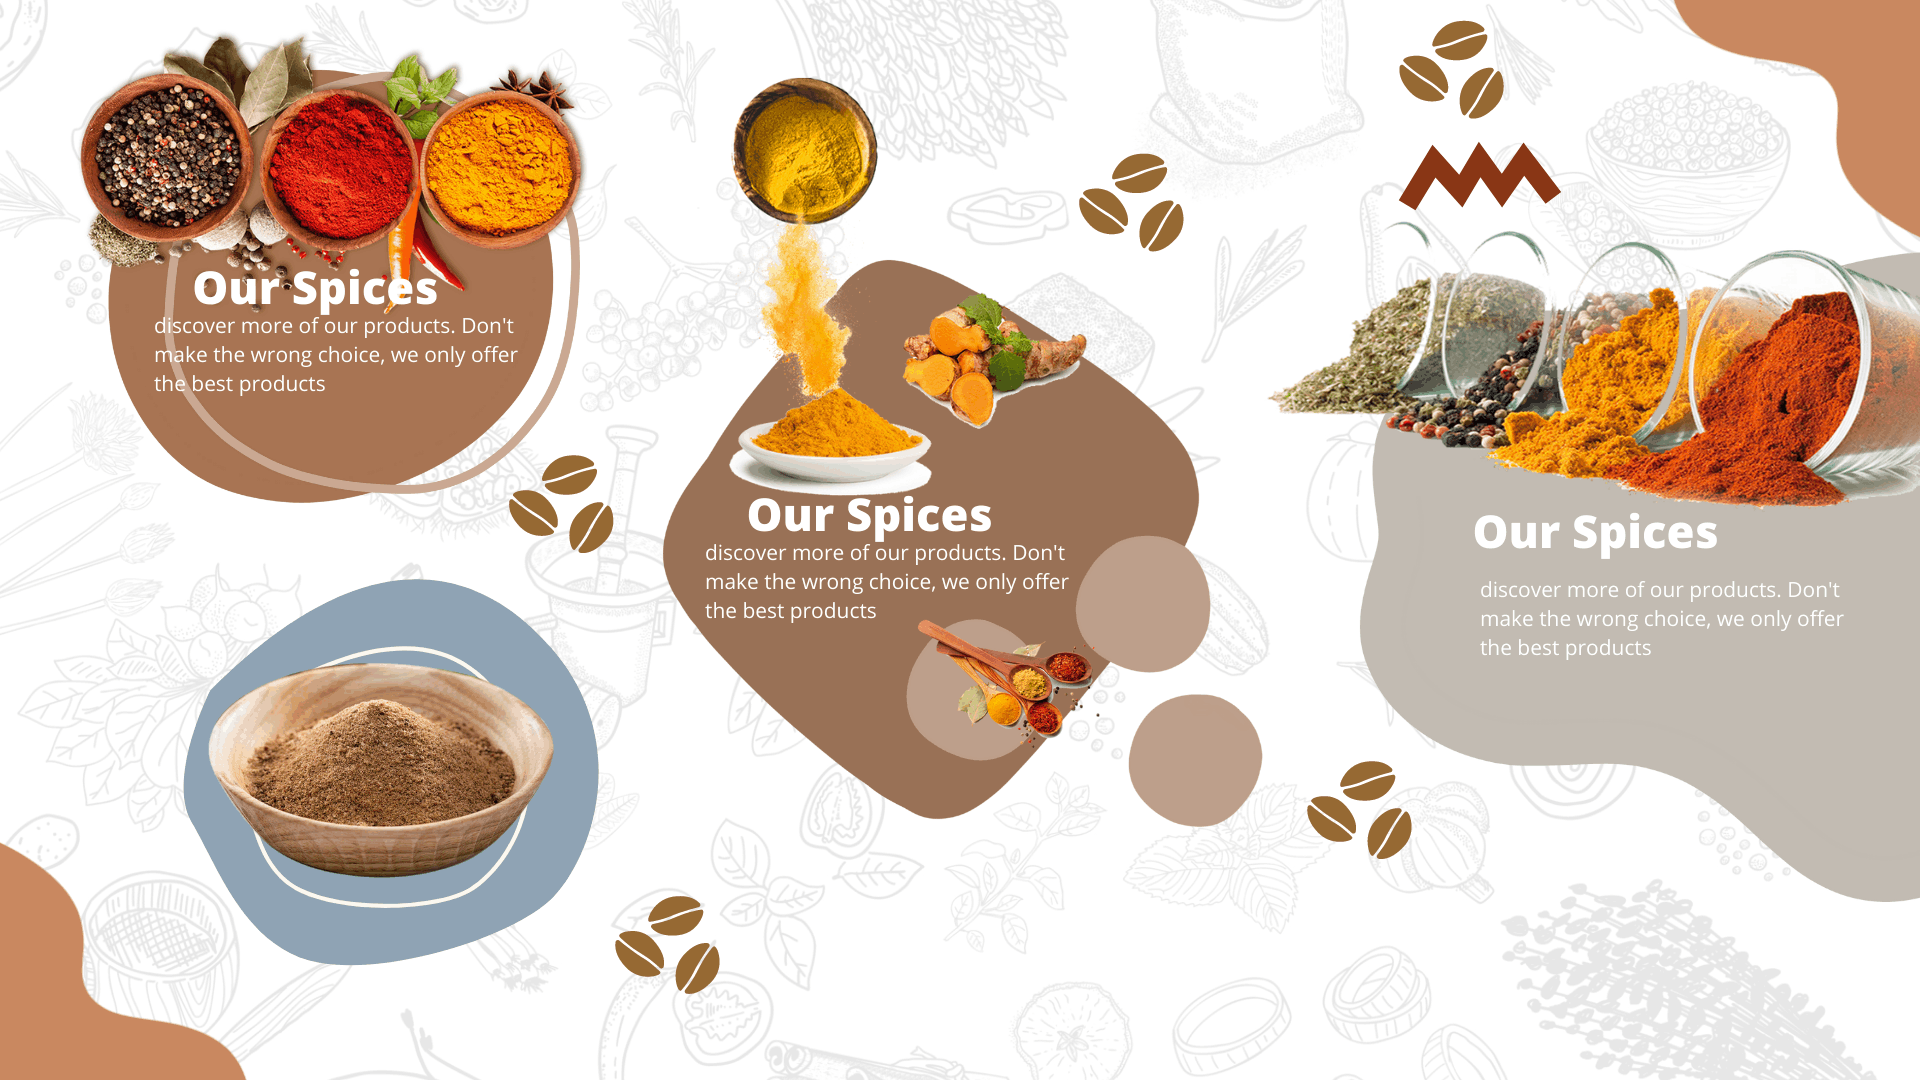 Our Spices
discover more of our products. Don't
make the wrong choice, we only offer
the best products
Our Spices
discover more of our products. Don't
make the wrong choice, we only offer
the best products
Our Spices
discover more of our products. Don't
make the wrong choice, we only offer
the best products